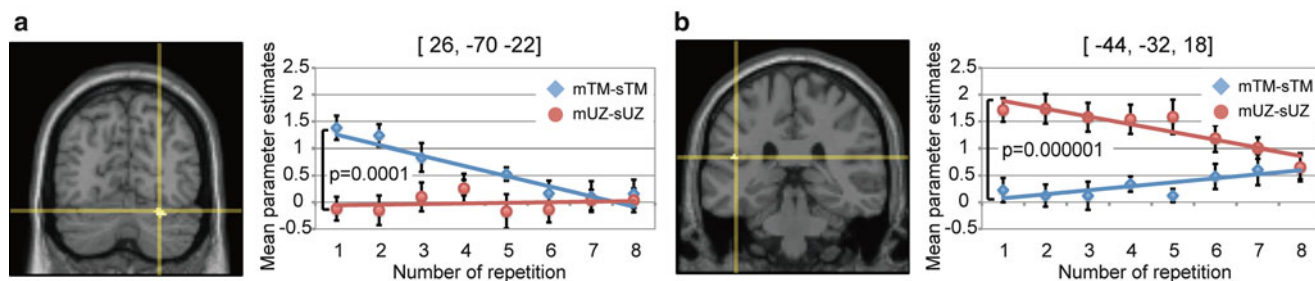 a
[ 26, -70 -22]
Mean parameter estimates
2.5
2
1.5
1
0.5
0
-0.5
mTM-sTM
mUZ-sUZ
p=0.0001
1 2 3 4 5 6 7 8
Number of repetition
b
[ -44, -32, 18]
Mean parameter estimates
2.5
2
1.5
1
0.5
0
-0.5
mTM-sTM
mUZ-sUZ
p=0.000001
1 2 3 4 5 6 7 8
Number of repetition